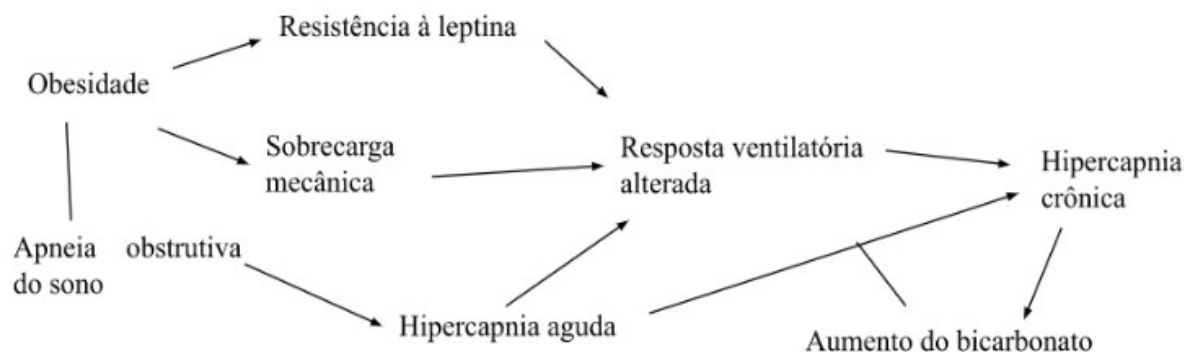 Resistência à leptina
Obesidade
Sobrecarga
mecânica
Resposta ventilatória
alterada
Hipercapnia
crônica
Apneia obstrutiva
do sono
Hipercapnia aguda
Aumento do bicarbonato